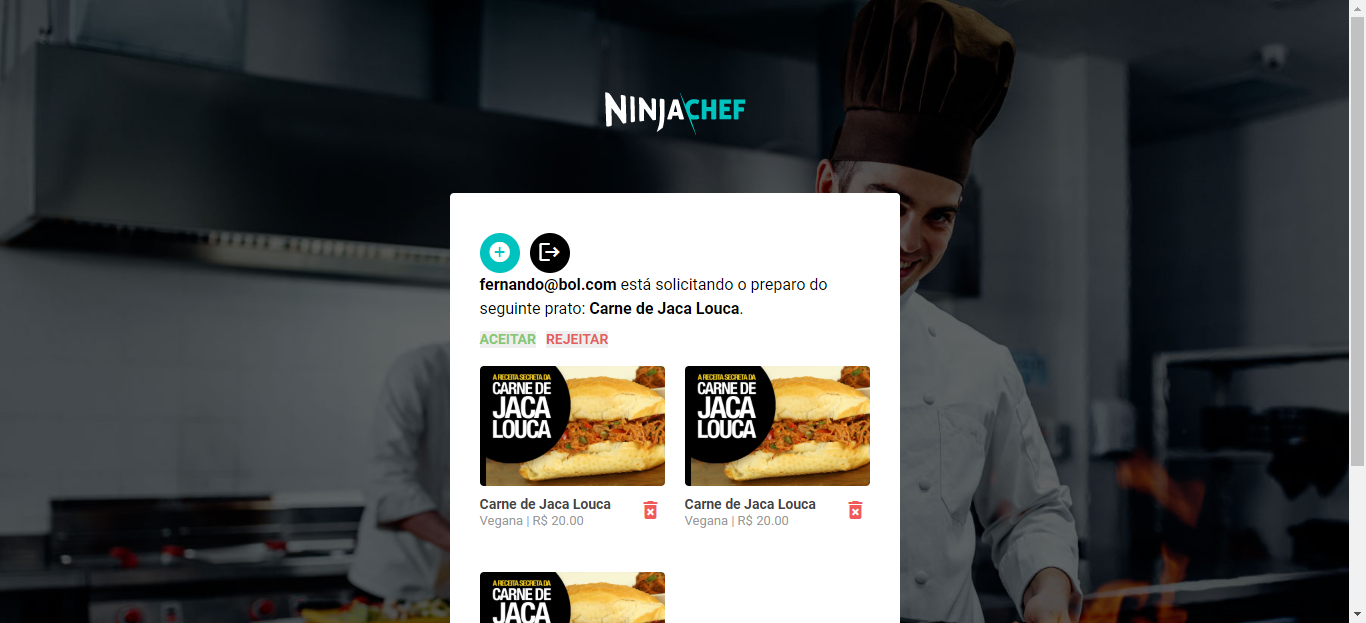 NINJACHEF
fernando@bol.com está solicitando o preparo do
seguinte prato: Carne de Jaca Louca.
ACEITAR REJEITAR
A RECEITA SECRETA DA
CARNE DE
JACA
LOUCA
A RECEITA SECRETA DA
CARNE DE
JACA
LOUCA
Carne de Jaca Louca
Vegana | R$ 20.00
Carne de Jaca Louca
Vegana | R$ 20.00
A RECEITA SECRETA DA
CARNE DE
JACA